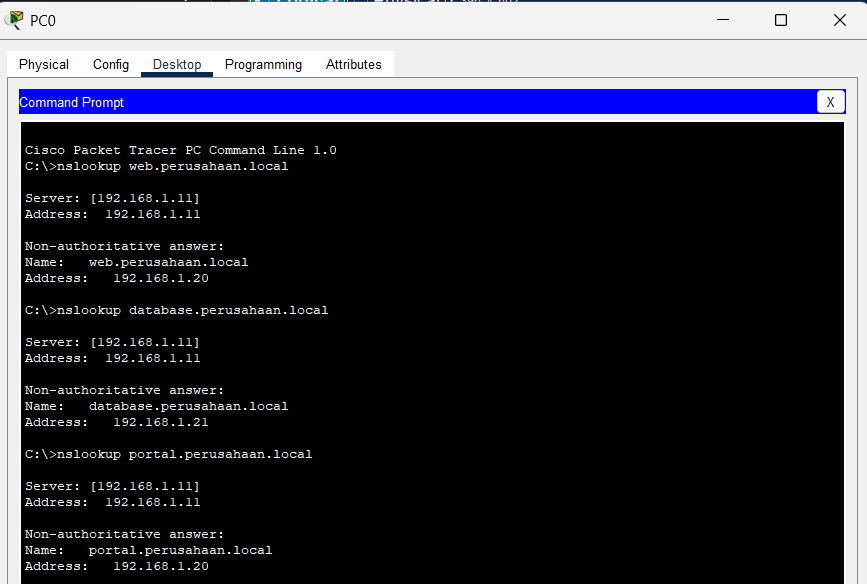 PC0
Physical Config Desktop Programming Attributes
Command Prompt X
Cisco Packet Tracer PC Command Line 1.0
C:\>nslookup web.perusahaan.local
Server: [192.168.1.11]
Address:  192.168.1.11
Non-authoritative answer:
Name:   web.perusahaan.local
Address:   192.168.1.20
C:\>nslookup database.perusahaan.local
Server: [192.168.1.11]
Address:  192.168.1.11
Non-authoritative answer:
Name:   database.perusahaan.local
Address:   192.168.1.21
C:\>nslookup portal.perusahaan.local
Server: [192.168.1.11]
Address:  192.168.1.11
Non-authoritative answer:
Name:   portal.perusahaan.local
Address:   192.168.1.20